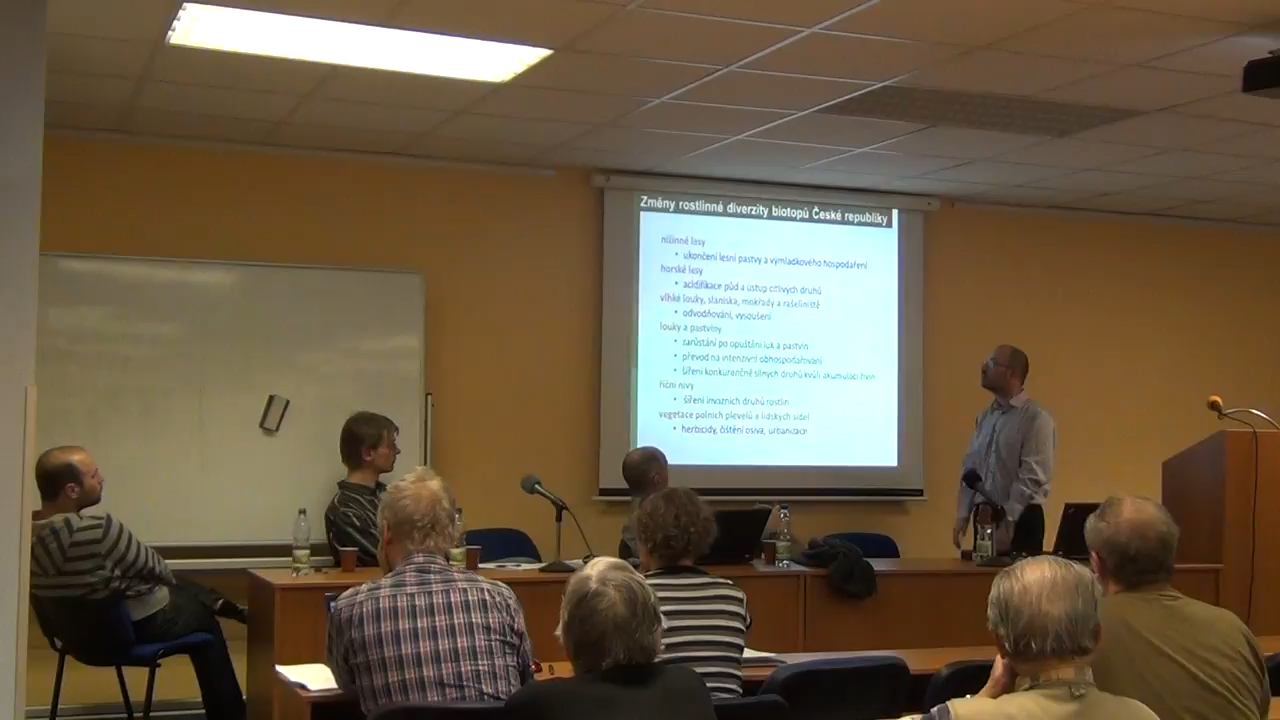 Změny rostlinné diverzity biotopů České republiky
nížinné lesy
• ukončení lesní pastvy a výmladkového hospodaření
horské lesy
• acidifikace půd a ústup citlivých druhů
vlhké louky, slaniska, mokřady a rašeliniště
• odvodňování, vysoušení
louky a pastviny
• zarůstání po opuštění luk a pastvin
• převod na intenzivní obhospodařování
• šíření konkurenčně silných druhů kvůli akumulaci živin
říční nivy
• šíření invazních druhů rostlin
vegetace polních plevelů a lidských sídel
• herbicidy, čištění osiva, urbanizace